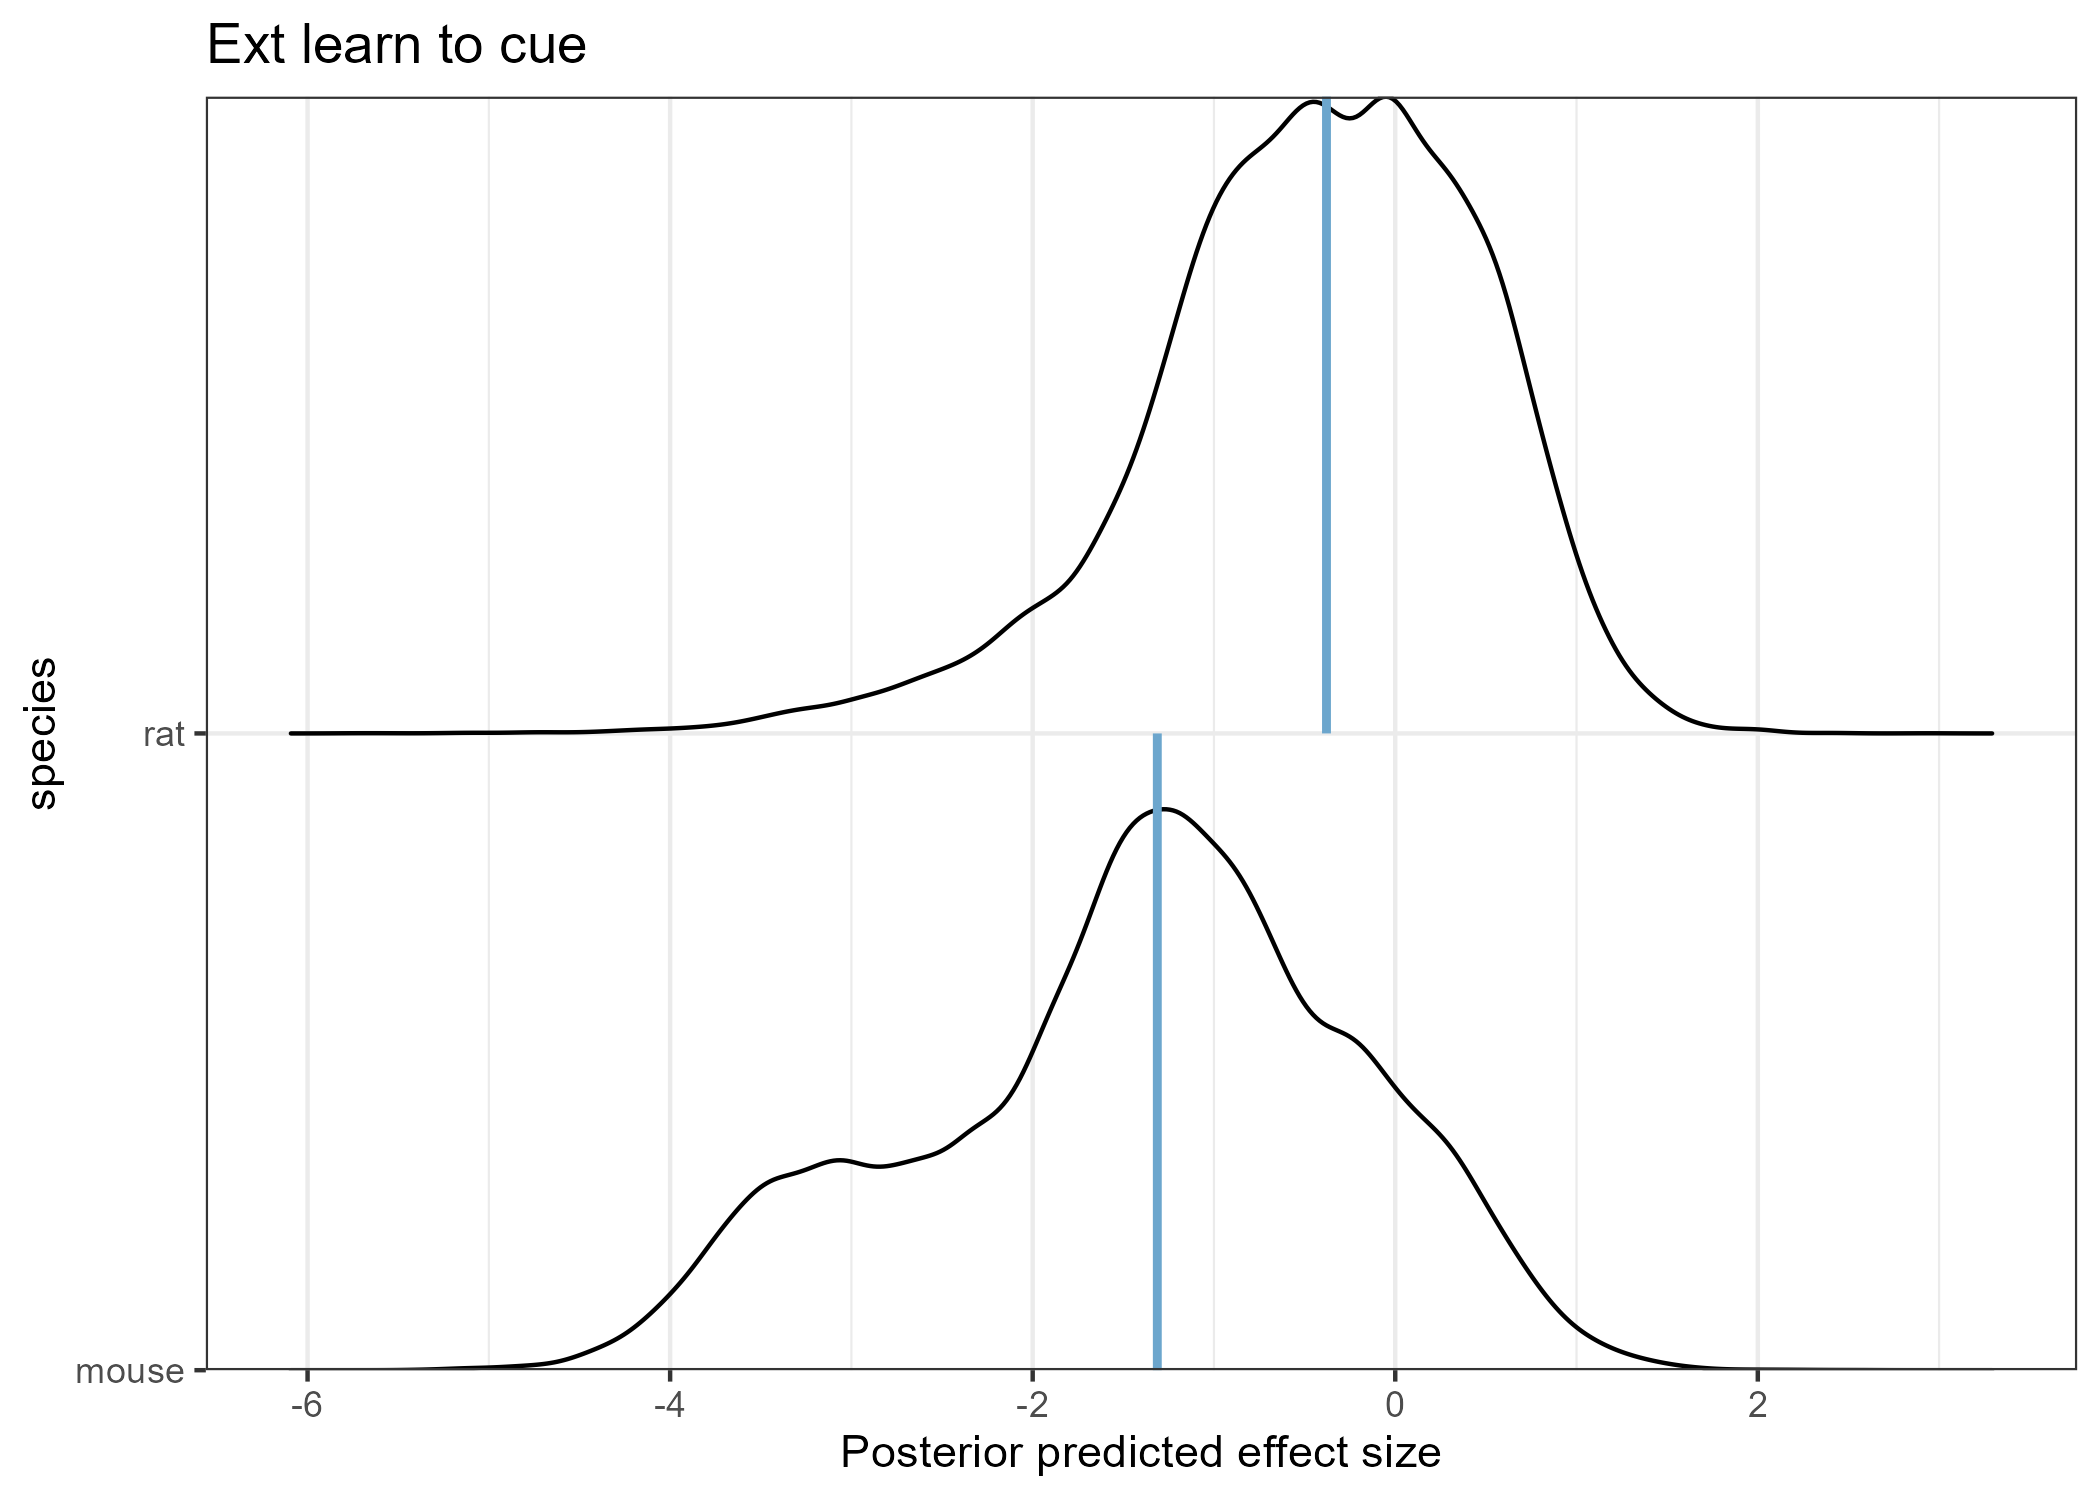 Ext learn to cue
species
rat
mouse
-6 -4 -2 0 2
Posterior predicted effect size